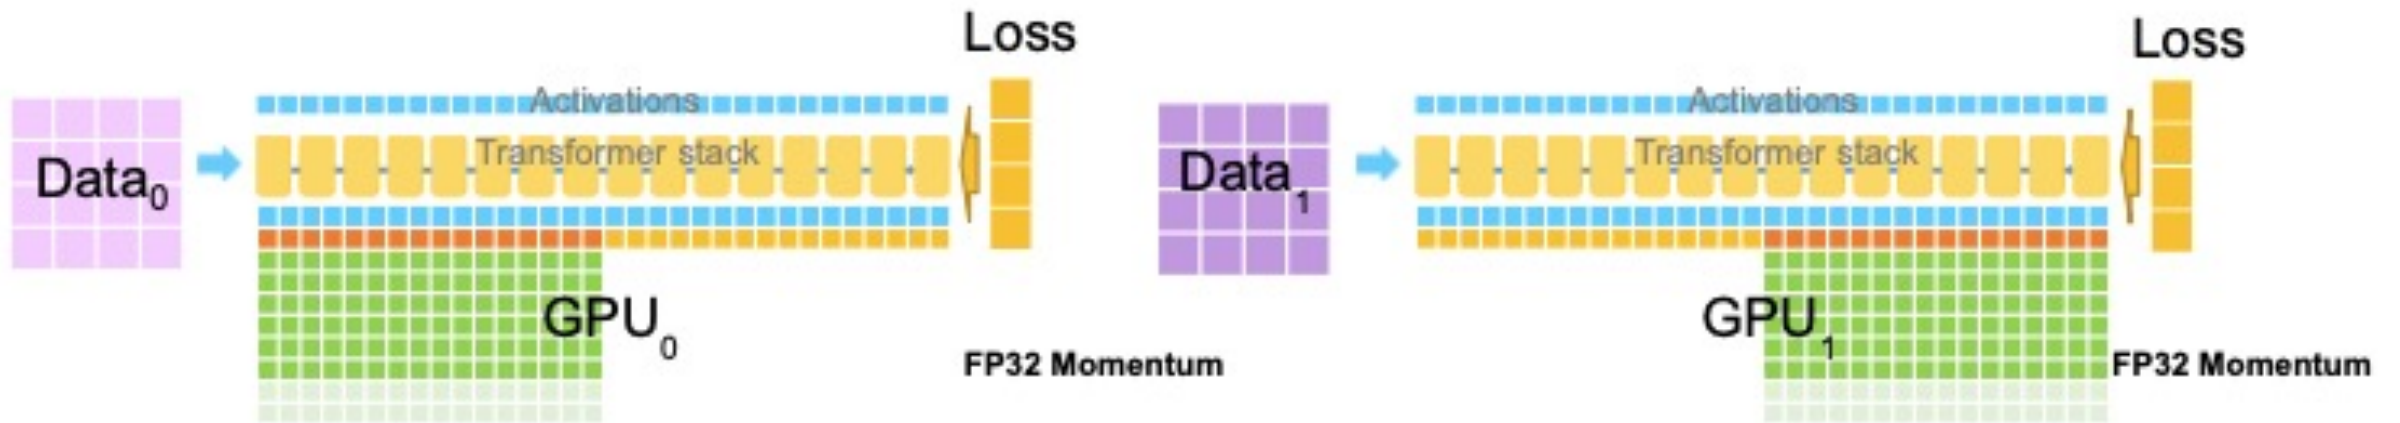 Loss
Activations
Transformer stack
Data0
GPU0
FP32 Momentum
Loss
Activations
Transformer stack
Data1
GPU1
FP32 Momentum